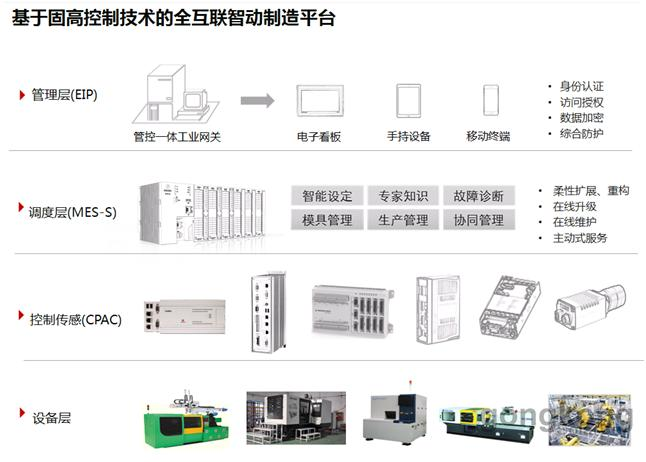 基于固高控制技术的全互联智动制造平台
管理层(EIP)
管控一体工业网关
电子看板
手持设备
移动终端
• 身份认证
• 访问授权
• 数据加密
• 综合防护
调度层(MES-S)
智能设定
专家知识
故障诊断
模具管理
生产管理
协同管理
• 柔性扩展、重构
• 在线升级
• 在线维护
• 主动式服务
控制传感(CPAC)
设备层
gongkong